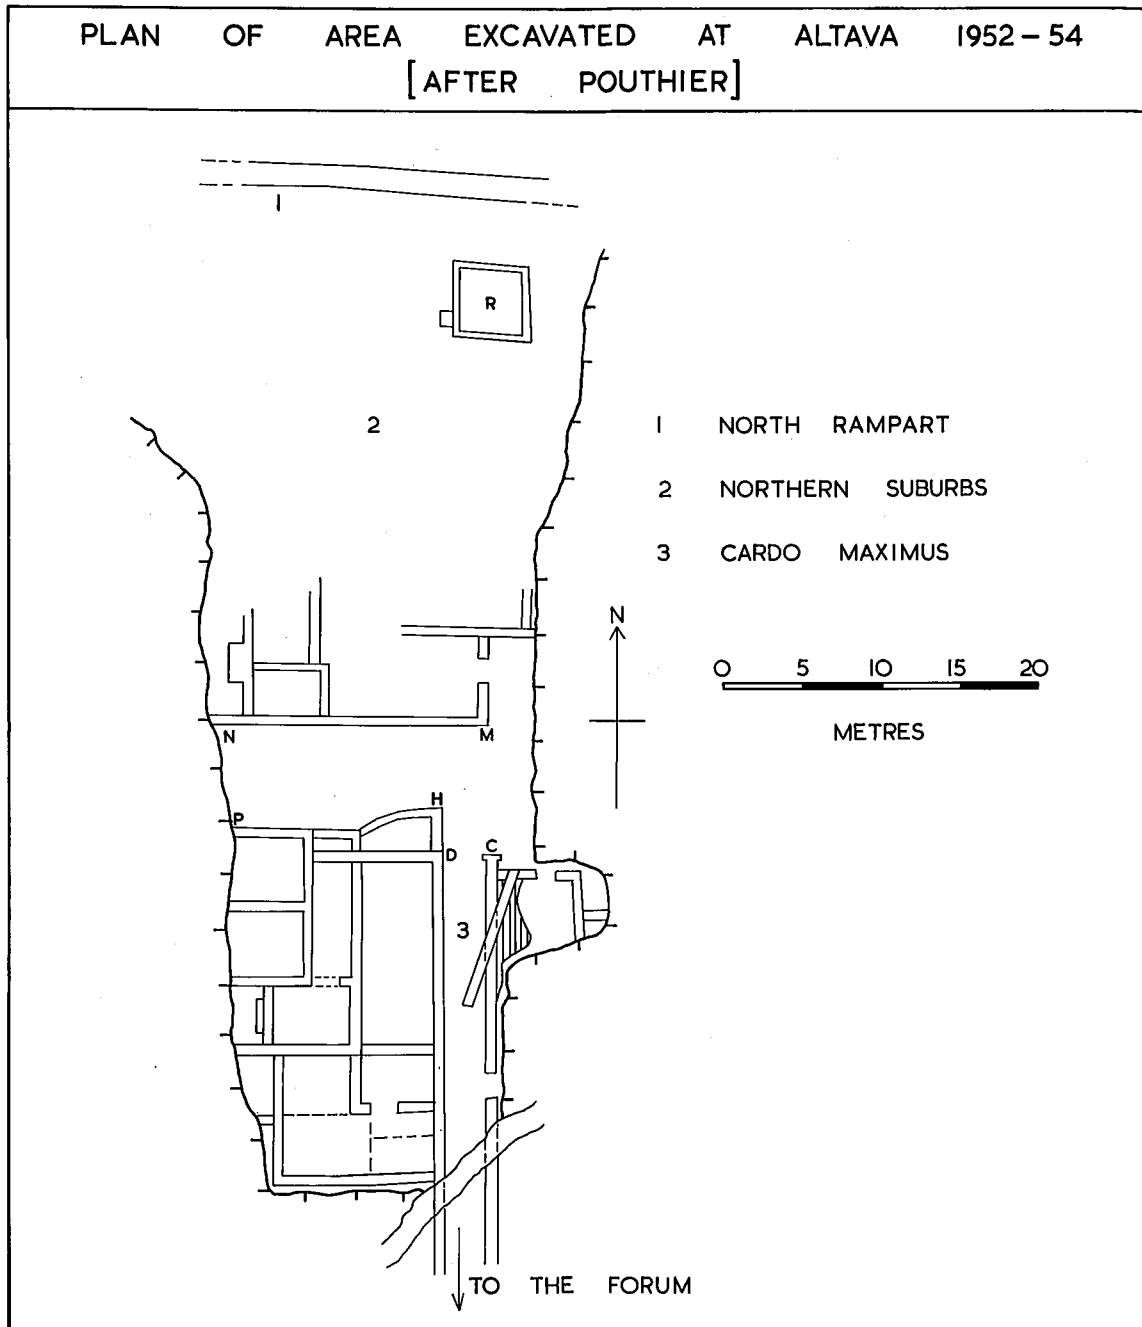 PLAN OF AREA EXCAVATED AT ALTAVA 1952-54
[AFTER POUTHIER]
1
R
2
1 NORTH RAMPART
2 NORTHERN SUBURBS
3 CARDO MAXIMUS
N
0 5 10 15 20
METRES
N M
H
P
D C
3
TO THE FORUM